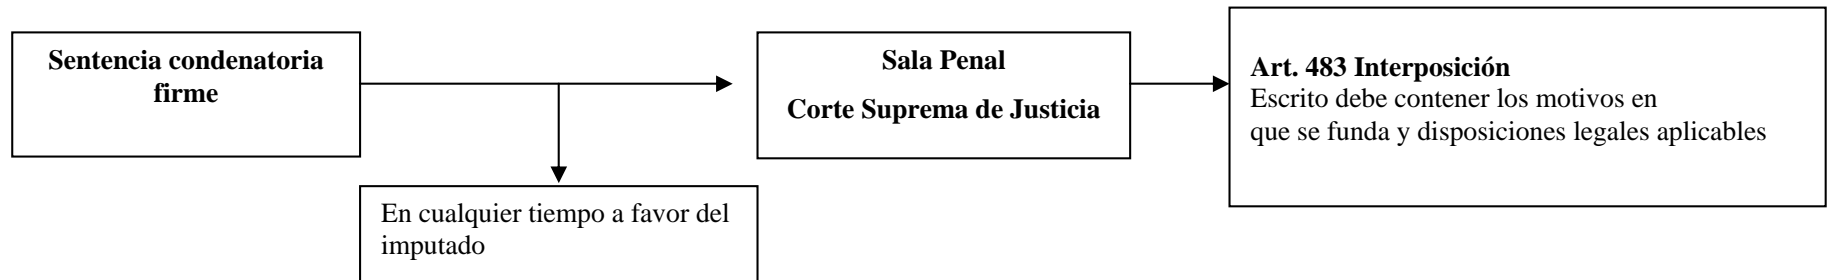 Sentencia condenatoria
firme
Sala Penal
Corte Suprema de Justicia
Art. 483 Interposición
Escrito debe contener los motivos en
que se funda y disposiciones legales aplicables
En cualquier tiempo a favor del
imputado